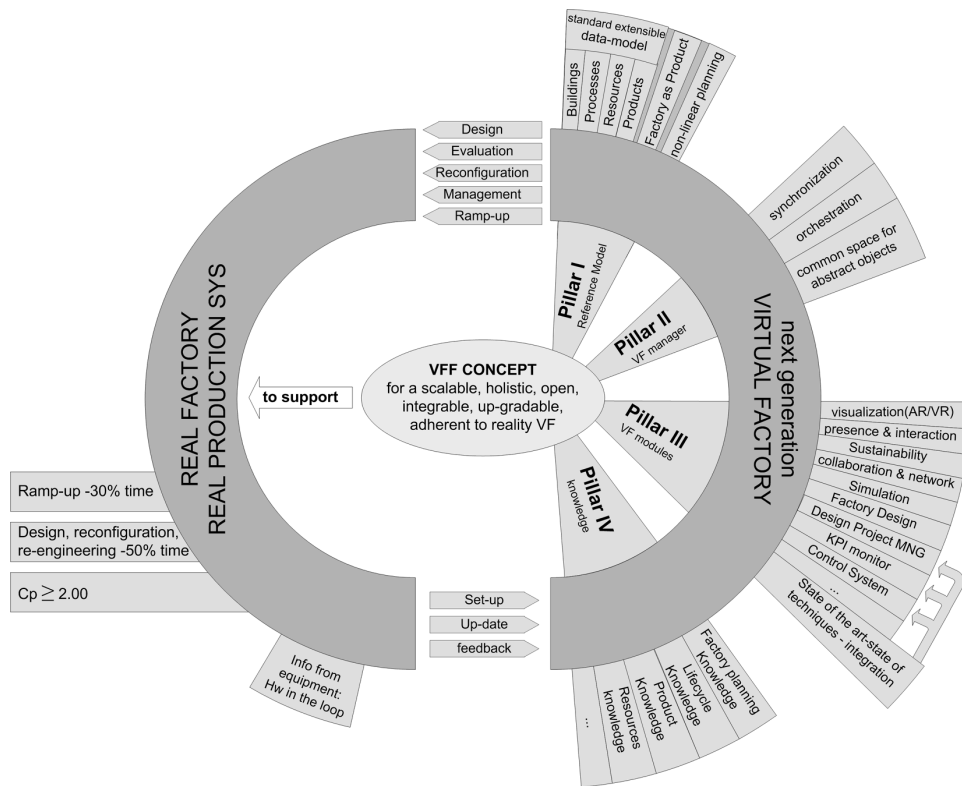 standard extensible
data-model
Buildings
Processes
Resources
Products
Factory as Product
non-linear planning
Design
Evaluation
Reconfiguration
Management
Ramp-up
synchronization
orchestration
common space for
abstract objects
Pillar I
Reference Model
Pillar II
VF manager
Pillar III
VF modules
Pillar IV
knowledge
REAL FACTORY
REAL PRODUCTION SYS
to support
VFF CONCEPT
for a scalable, holistic, open,
integrable, up-gradable,
adherent to reality VF
next generation
VIRTUAL FACTORY
visualization(AR/VR)
presence & interaction
Sustainability
collaboration & network
Simulation
Factory Design
Design Project MNG
KPI monitor
Control System
...
State of the art-state of
techniques - integration
Ramp-up -30% time
Design, reconfiguration,
re-engineering -50% time
Cp ≥ 2.00
Set-up
Up-date
feedback
Info from
equipment:
Hw in the loop
Factory planning
Knowledge
Lifecycle
Knowledge
Product
Knowledge
Resources
knowledge
...